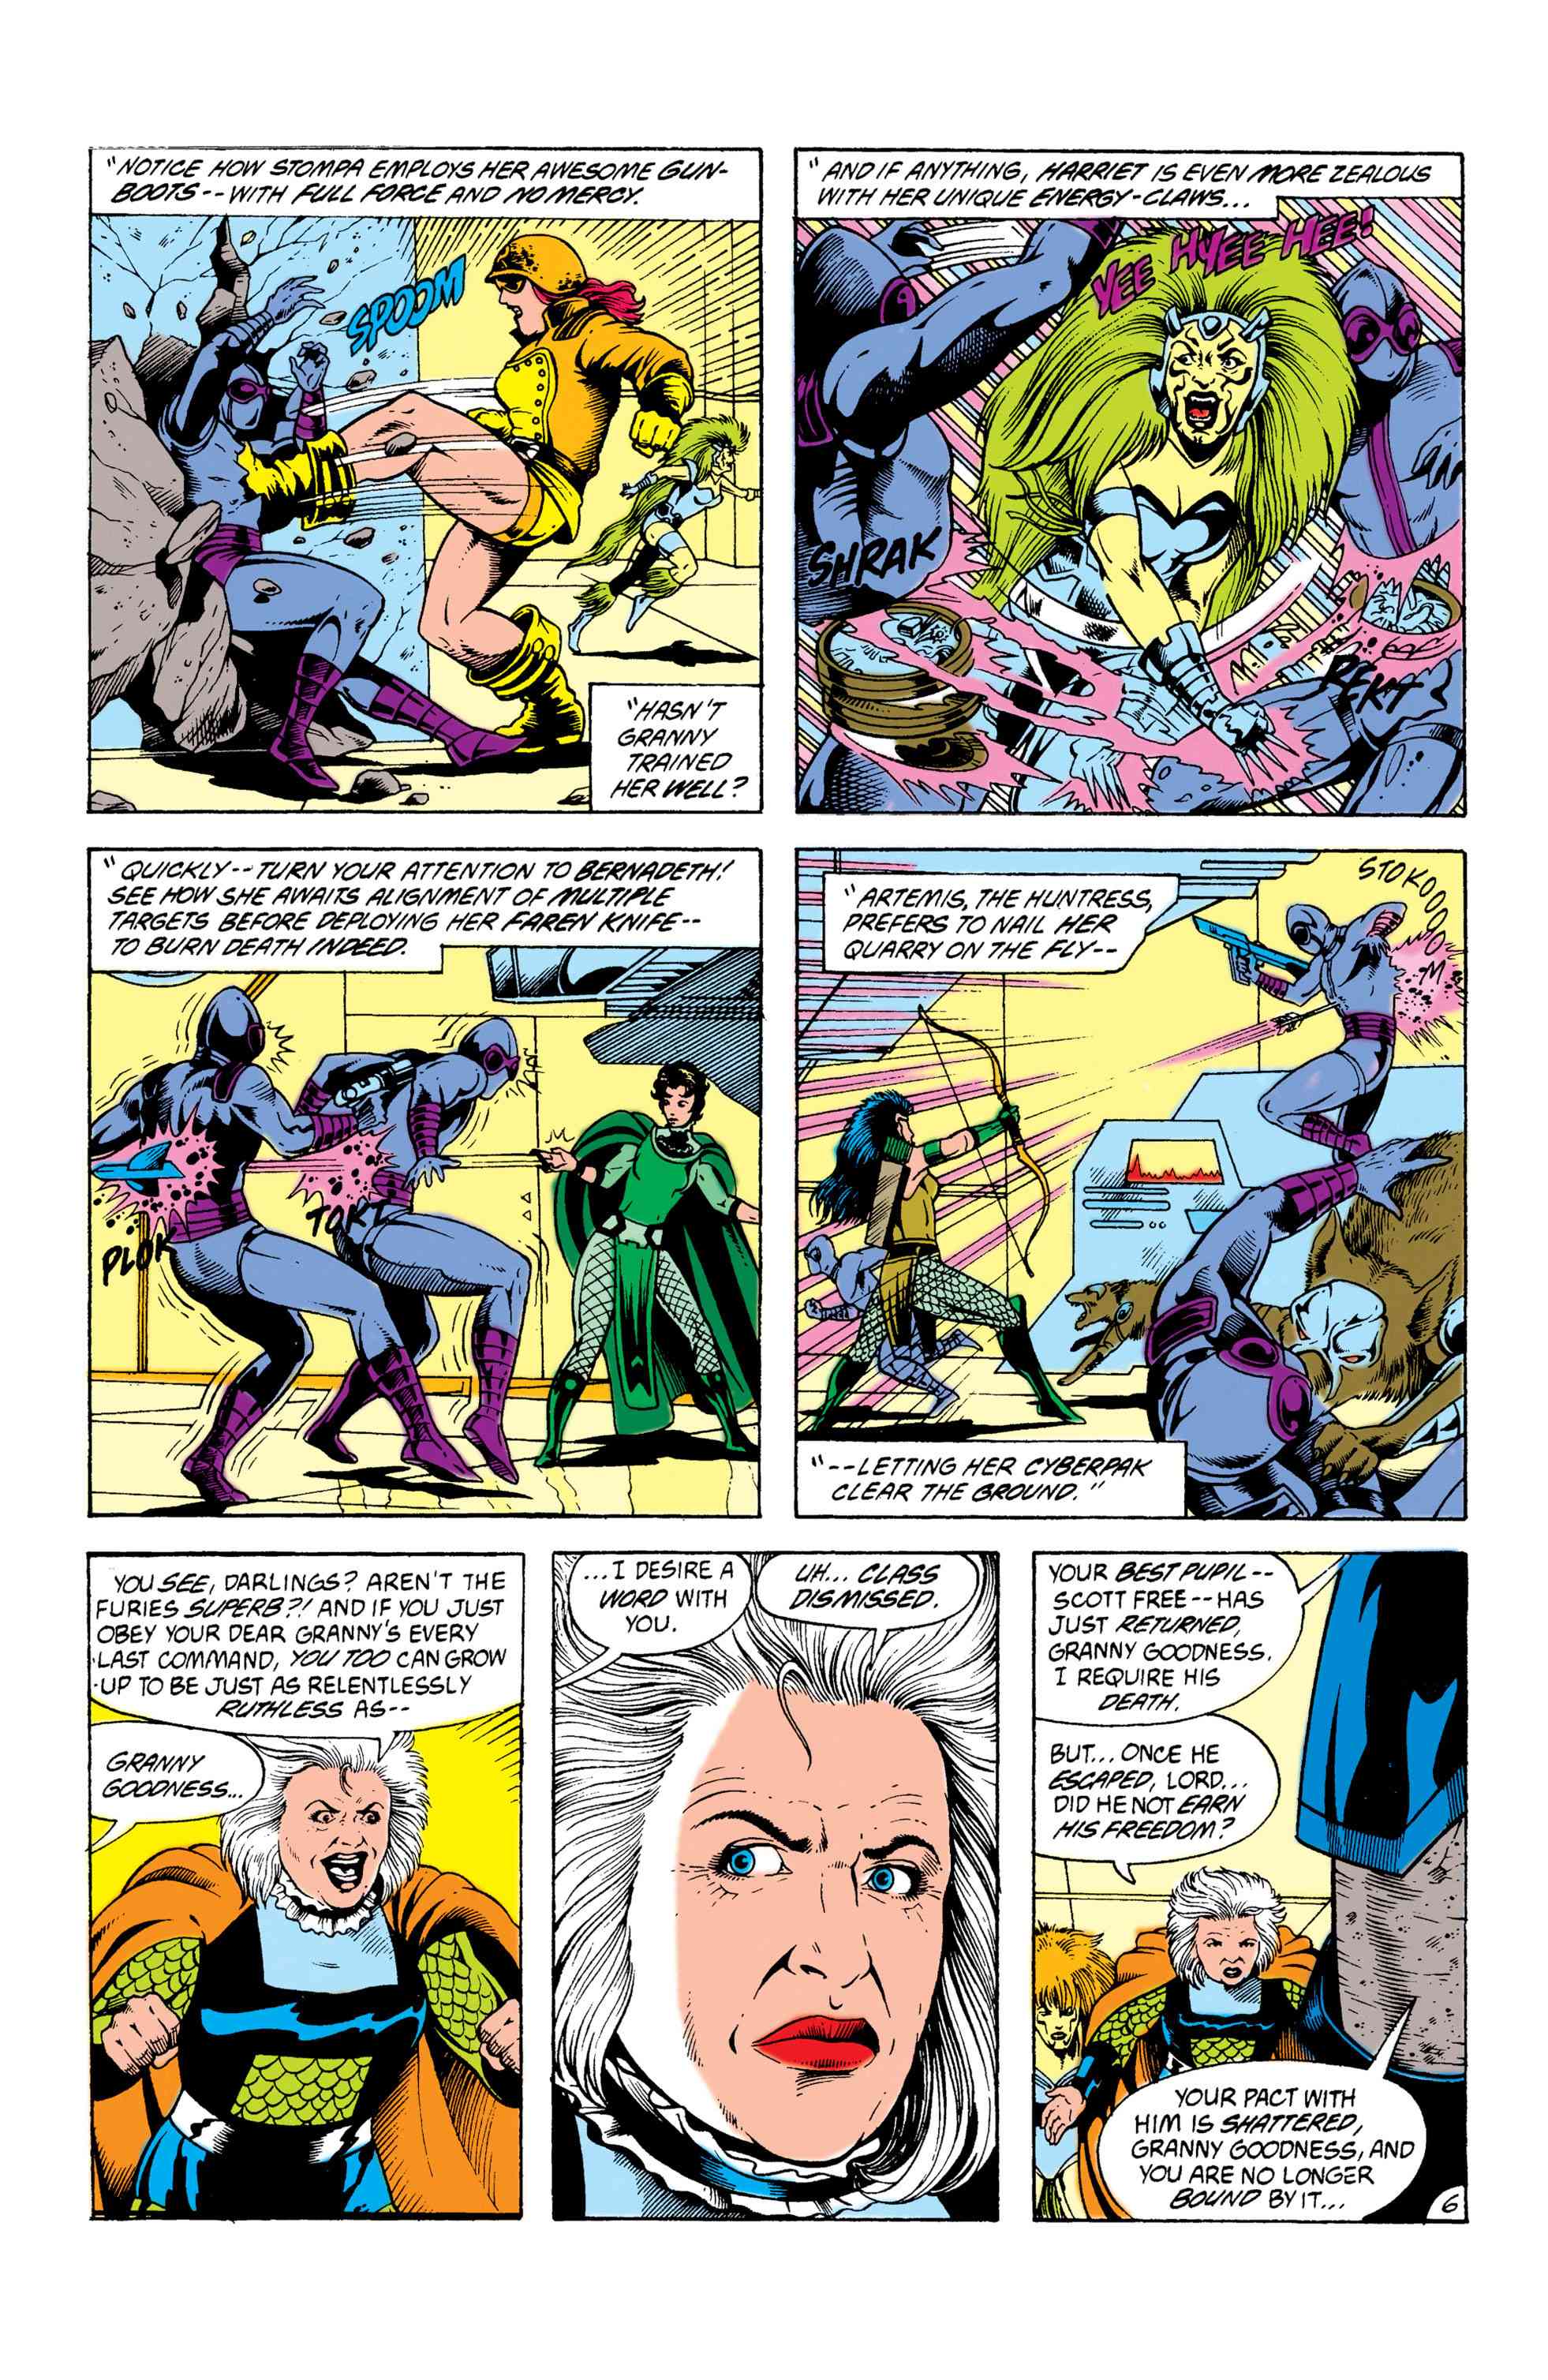 "NOTICE HOW STOMPA EMPLOYS HER AWESOME GUN-
BOOTS--WITH FULL FORCE AND NO MERCY.
SPOOM
"HASN'T
GRANNY
TRAINED
HER WELL?
"AND IF ANYTHING, HARRIET IS EVEN MORE ZEALOUS
WITH HER UNIQUE ENERGY-CLAWS...
YEE HYEE HEE!
SHRAK
"QUICKLY--TURN YOUR ATTENTION TO BERNADETH!
SEE HOW SHE AWAITS ALIGNMENT OF MULTIPLE
TARGETS BEFORE DEPLOYING HER FAREN KNIFE--
TO BURN DEATH INDEED.
PLOK
"ARTEMIS, THE HUNTRESS,
PREFERS TO NAIL HER
QUARRY ON THE FLY--
STOKOOOOOM
"--LETTING HER CYBERPAK
CLEAR THE GROUND."
YOU SEE, DARLINGS? AREN'T THE
FURIES SUPERB?! AND IF YOU JUST
OBEY YOUR DEAR GRANNY'S EVERY
LAST COMMAND, YOU TOO CAN GROW
UP TO BE JUST AS RELENTLESSLY
RUTHLESS AS--
GRANNY
GOODNESS...
...I DESIRE A
WORD WITH
YOU.
UH... CLASS
DISMISSED.
YOUR BEST PUPIL--
SCOTT FREE--HAS
JUST RETURNED,
GRANNY GOODNESS.
I REQUIRE HIS
DEATH.
BUT... ONCE HE
ESCAPED, LORD...
DID HE NOT EARN
HIS FREEDOM?
YOUR PACT WITH
HIM IS SHATTERED,
GRANNY GOODNESS, AND
YOU ARE NO LONGER
BOUND BY IT...
6